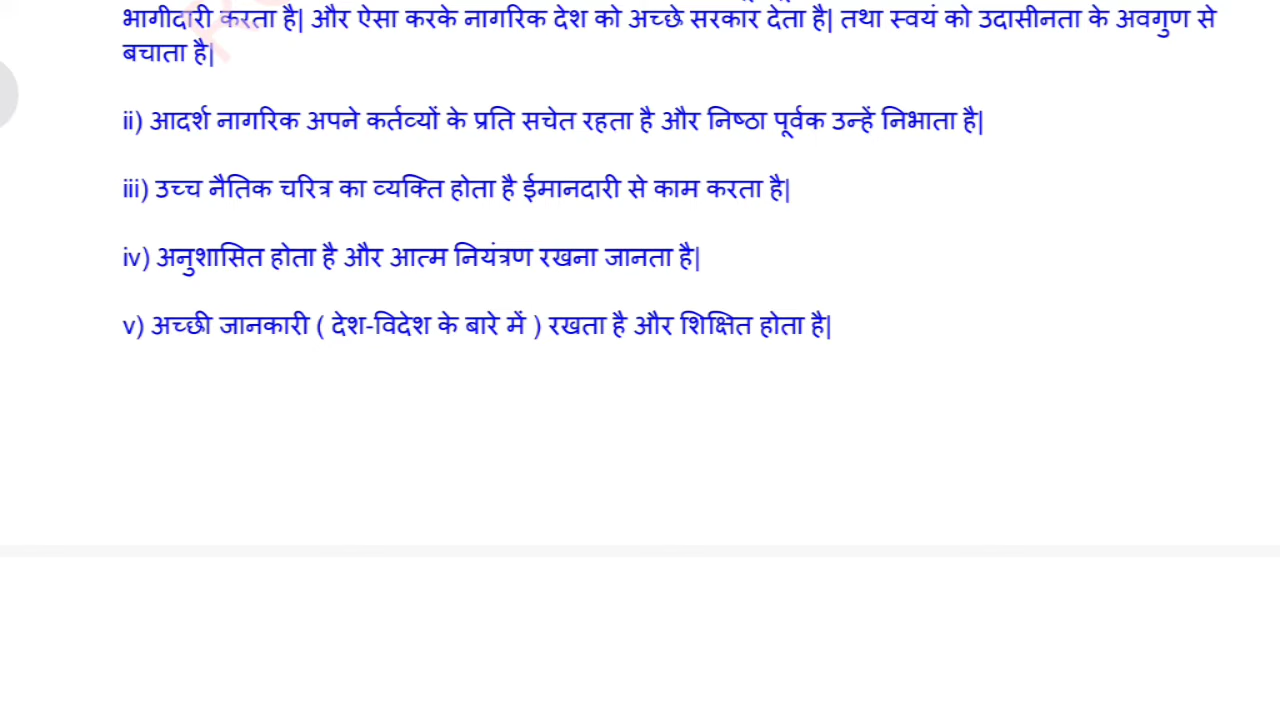 भागीदारी करता है| और ऐसा करके नागरिक देश को अच्छे सरकार देता है| तथा स्वयं को उदासीनता के अवगुण से
बचाता है|
ii) आदर्श नागरिक अपने कर्तव्यों के प्रति सचेत रहता है और निष्ठा पूर्वक उन्हें निभाता है|
iii) उच्च नैतिक चरित्र का व्यक्ति होता है ईमानदारी से काम करता है|
iv) अनुशासित होता है और आत्म नियंत्रण रखना जानता है|
v) अच्छी जानकारी ( देश-विदेश के बारे में ) रखता है और शिक्षित होता है|